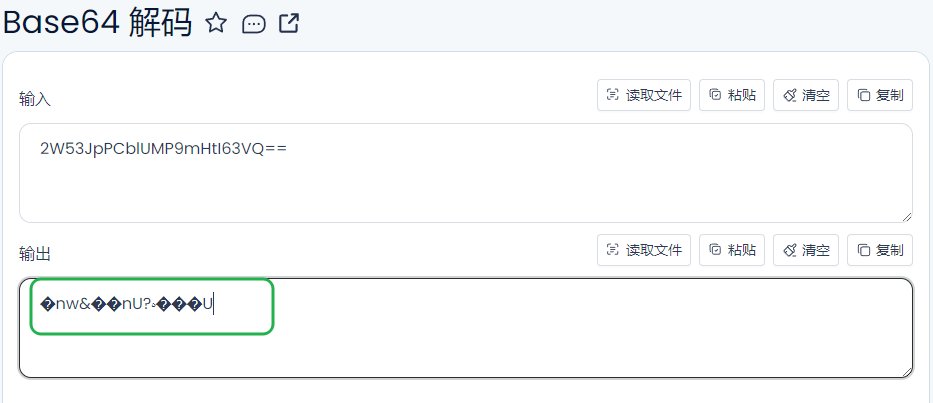 Base64 解码
输入
读取文件 粘贴 清空 复制
2W53JpPCblUMP9mHtI63VQ==
输出
读取文件 粘贴 清空 复制
�nw&��nU?ه���U